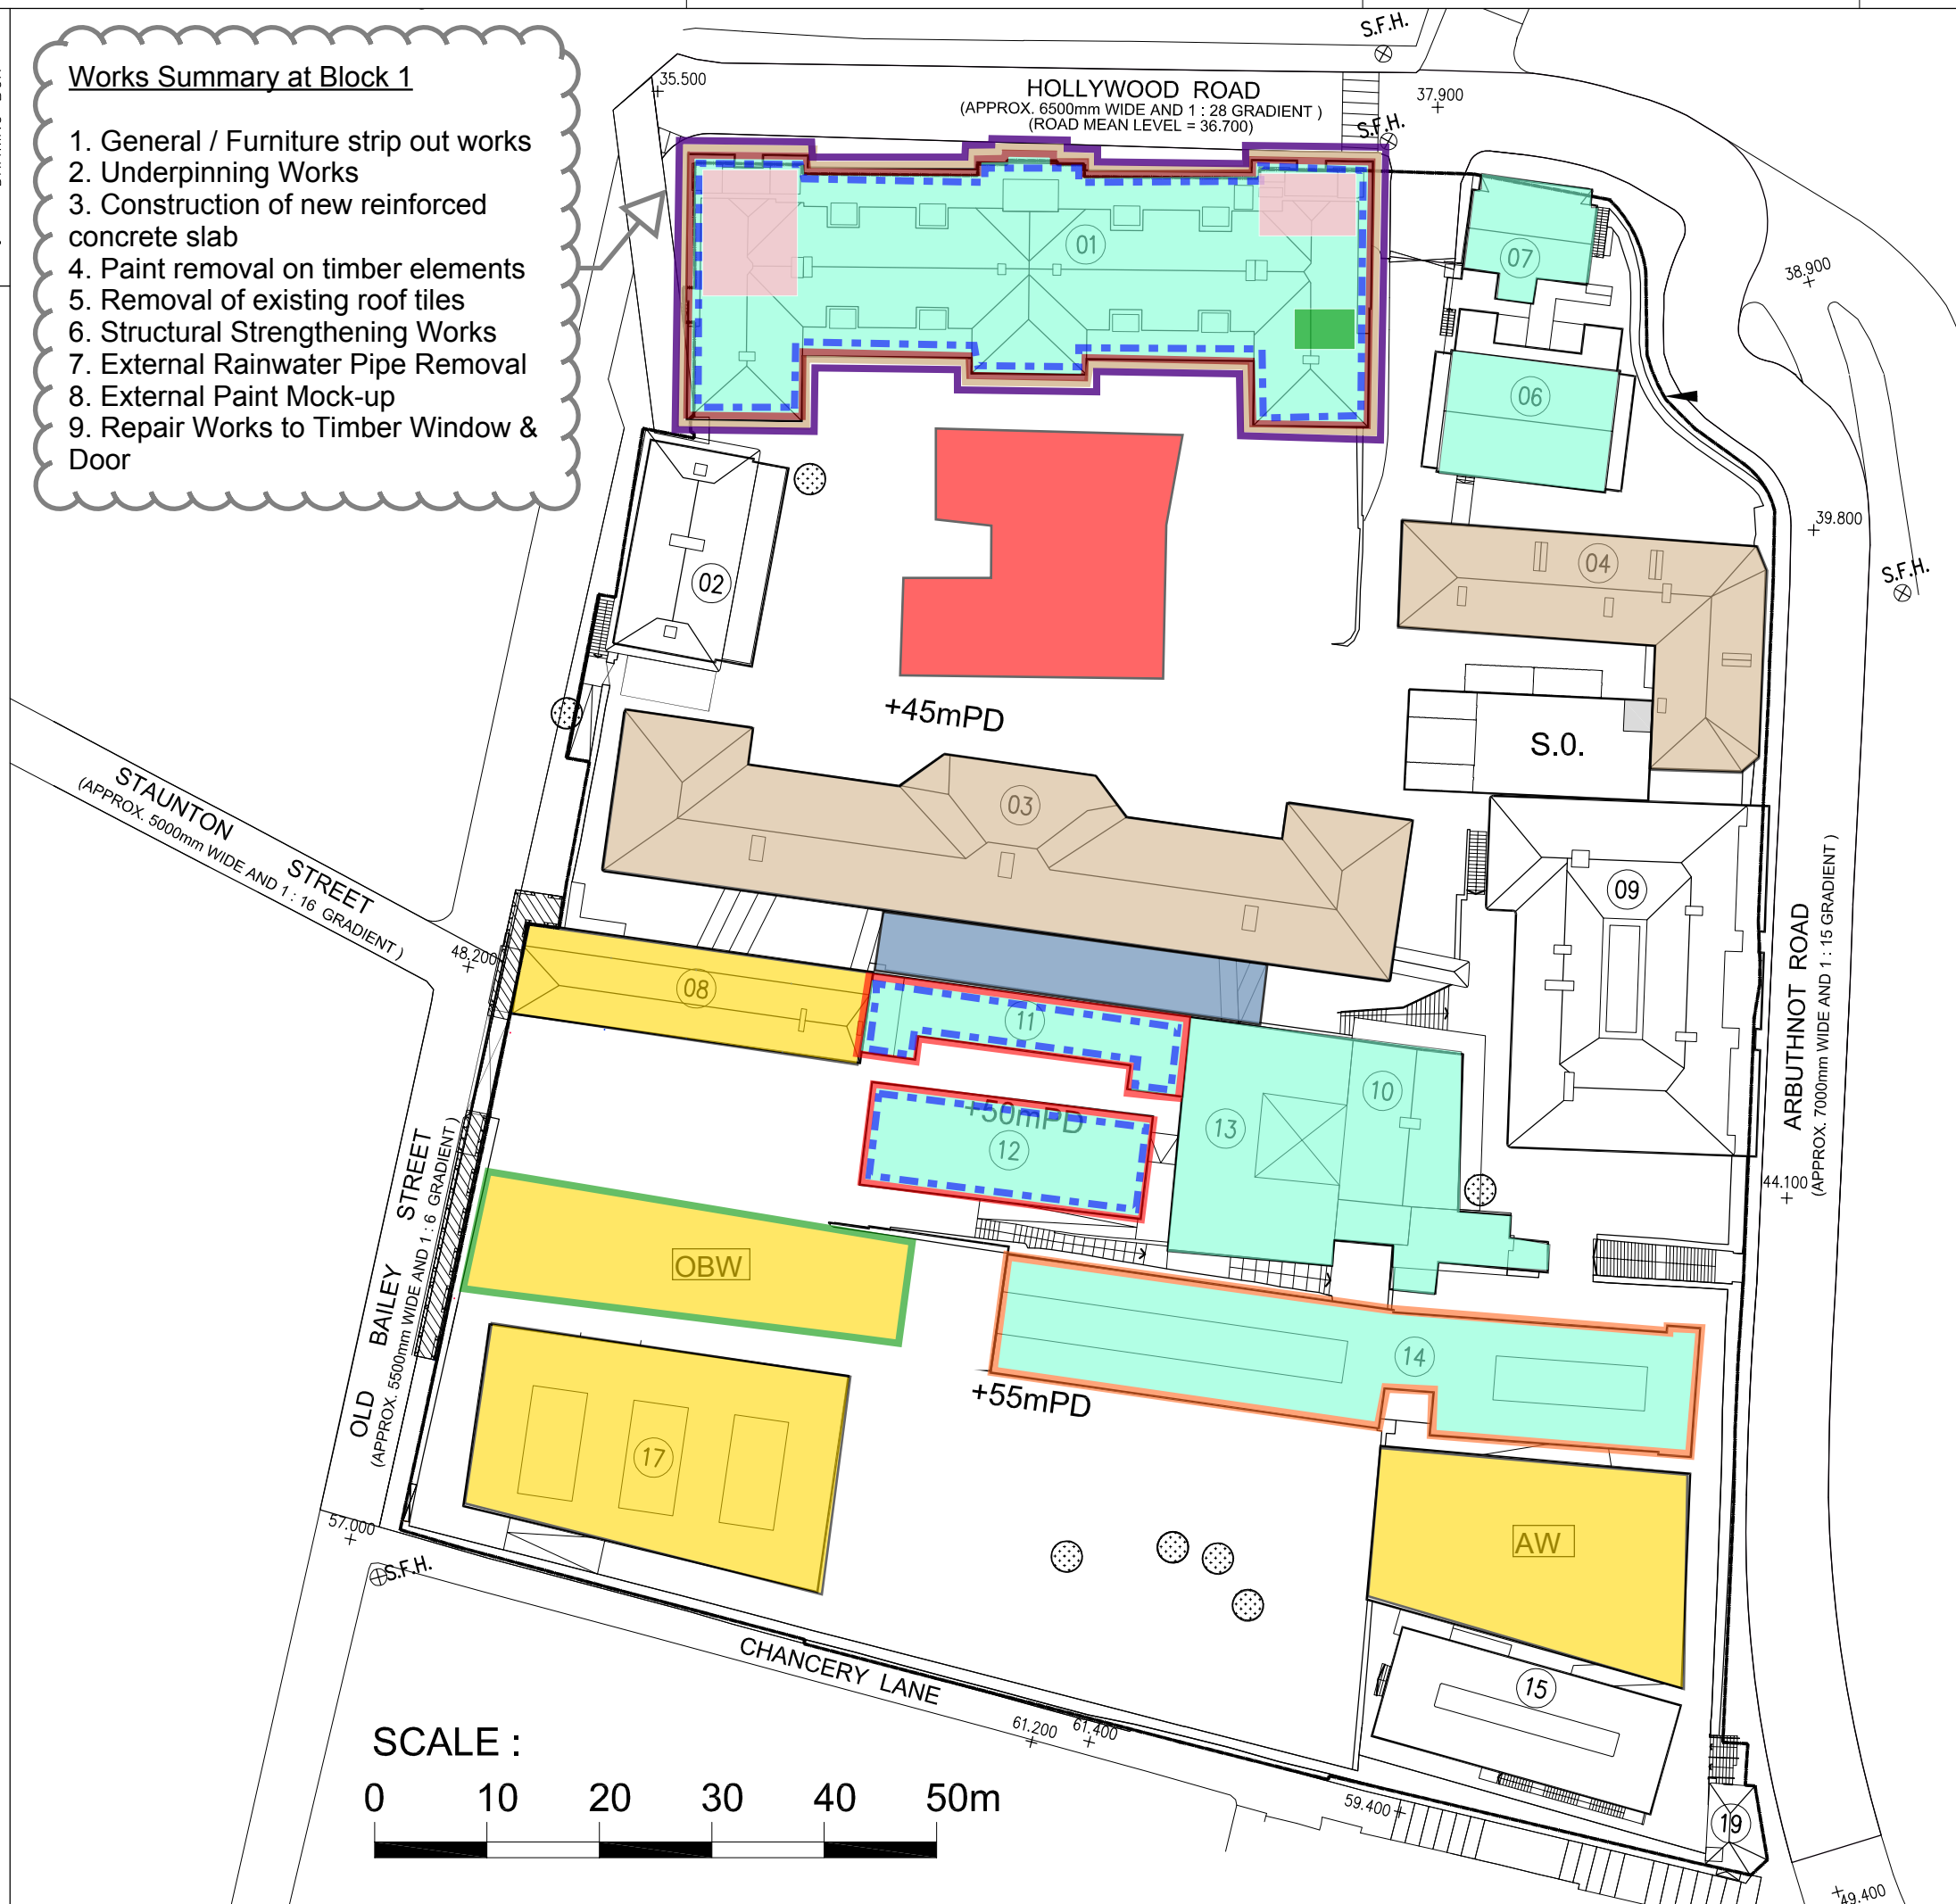 Works Summary at Block 1
1. General / Furniture strip out works
2. Underpinning Works
3. Construction of new reinforced
concrete slab
4. Paint removal on timber elements
5. Removal of existing roof tiles
6. Structural Strengthening Works
7. External Rainwater Pipe Removal
8. External Paint Mock-up
9. Repair Works to Timber Window &
Door
S.F.H.
35.500
HOLLYWOOD ROAD
(APPROX. 6500mm WIDE AND 1 : 28 GRADIENT )
(ROAD MEAN LEVEL = 36.700)
37.900
S.F.H.
01
07
38.900
06
39.800
04
S.F.H.
02
+45mPD
S.0.
03
STAUNTON STREET
(APPROX. 5000mm WIDE AND 1 : 16 GRADIENT )
48.200
09
ARBUTHNOT ROAD
(APPROX. 7000mm WIDE AND 1 : 15 GRADIENT )
08
11
10
13
+50mPD
12
44.100
OLD BAILEY STREET
(APPROX. 5500mm WIDE AND 1 : 6 GRADIENT )
OBW
14
+55mPD
17
AW
57.000
S.F.H.
CHANCERY LANE
15
61.200
61.400
59.400
19
49.400
SCALE :
0 10 20 30 40 50m